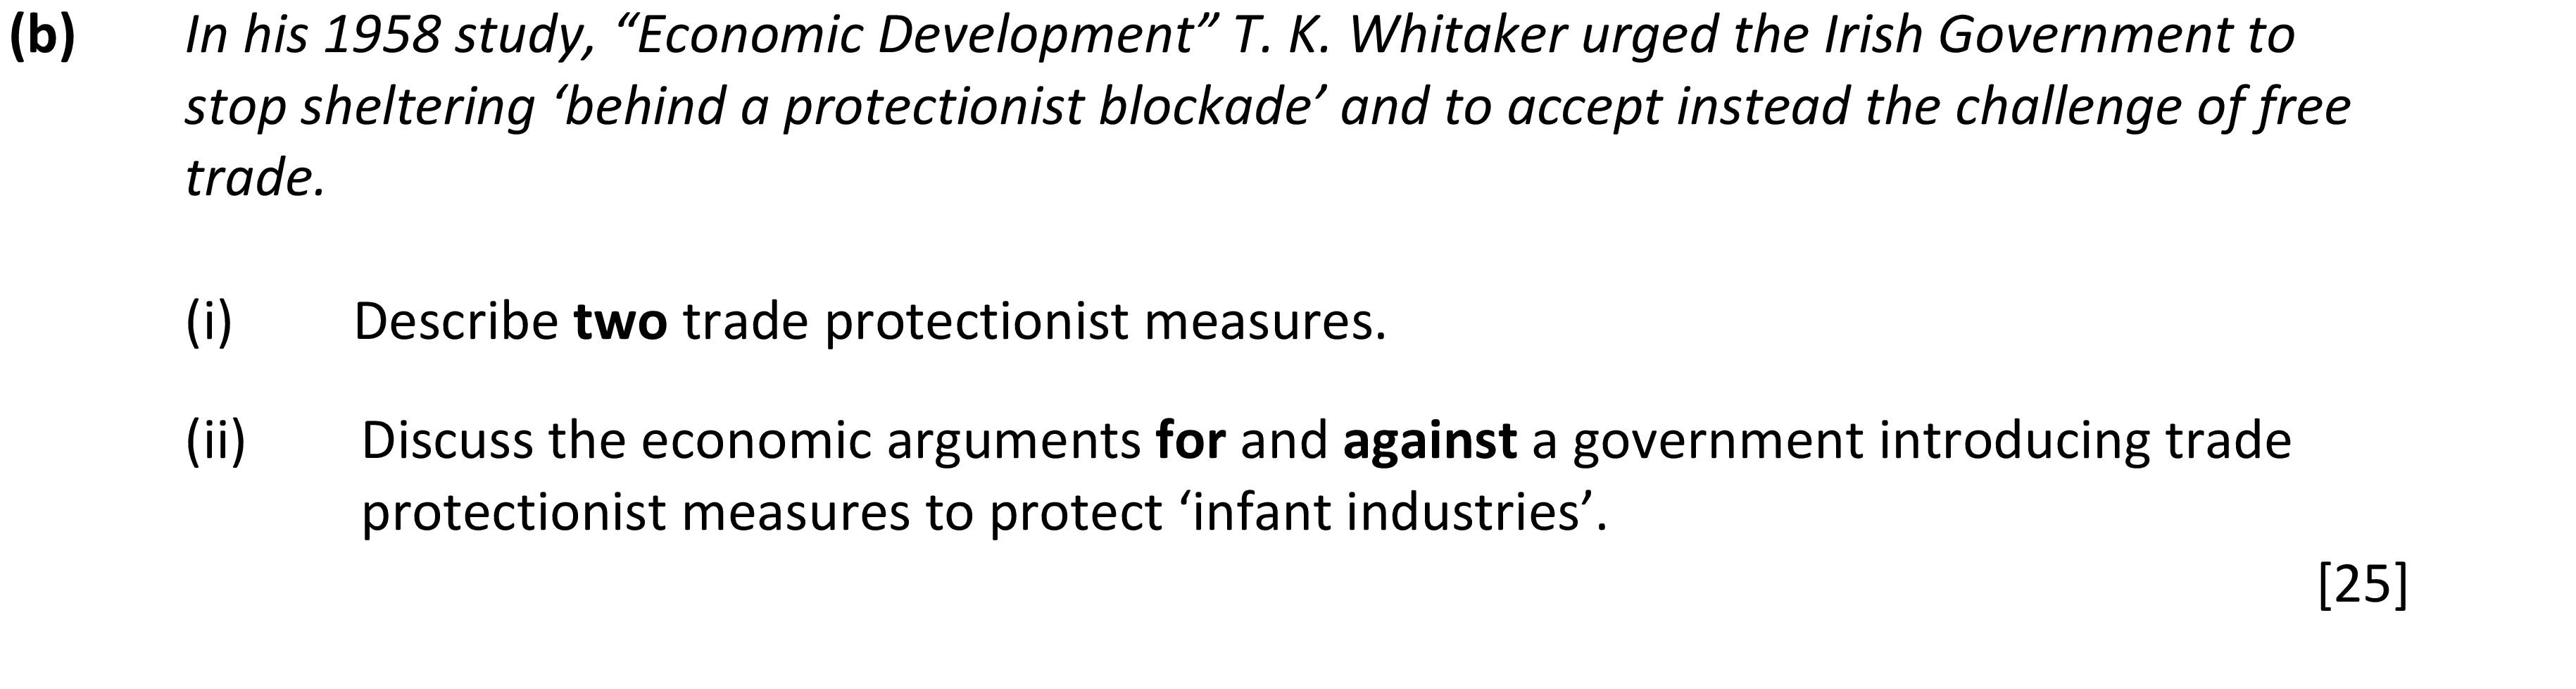 (b) In his 1958 study, “Economic Development” T. K. Whitaker urged the Irish Government to
stop sheltering ‘behind a protectionist blockade’ and to accept instead the challenge of free
trade.
(i) Describe two trade protectionist measures.
(ii) Discuss the economic arguments for and against a government introducing trade
protectionist measures to protect ‘infant industries’.
[25]